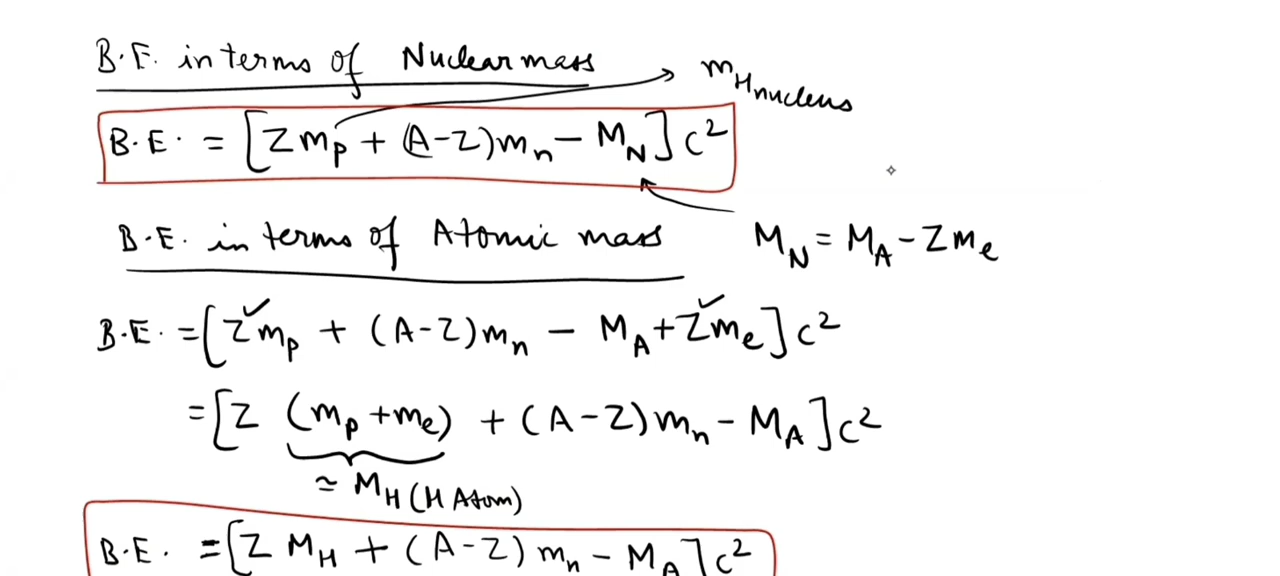 B.E. in terms of Nuclear mass → m_H nucleus
B.E. = [Zm_p + (A-Z)m_n - M_N]c²
B.E. in terms of Atomic mass
M_N = M_A - Zm_e
B.E. = [Zm_p + (A-Z)m_n - M_A + Zm_e]c²
= [Z (m_p + m_e) + (A-Z)m_n - M_A]c²
≃ M_H (H Atom)
B.E. = [Z M_H + (A-Z) m_n - M_A]c²